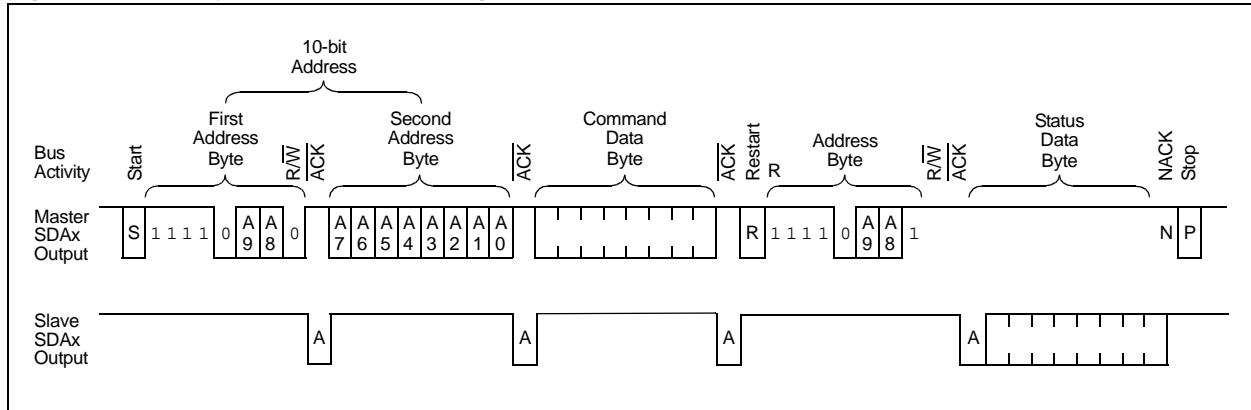 10-bit
Address
First
Address
Byte
Second
Address
Byte
Command
Data
Byte
Status
Data
Byte
Bus
Activity
Start
R/W
ACK
ACK
ACK
Restart
R
Address
Byte
R/W
ACK
NACK
Stop
Master
SDAx
Output
S 1 1 1 1 0 A9 A8 0 A7 A6 A5 A4 A3 A2 A1 A0 R 1 1 1 1 0 A9 A8 1 N P
Slave
SDAx
Output
A A A A